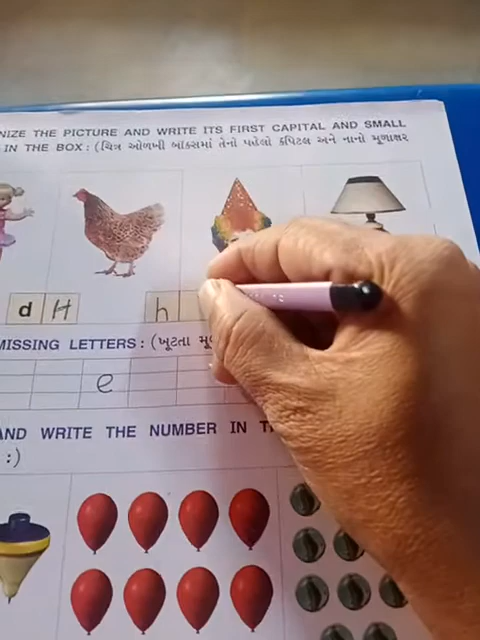 NIZE THE PICTURE AND WRITE ITS FIRST CAPITAL AND SMALL
IN THE BOX : (ચિત્ર ઓળખી બોક્સમાં તેનો પહેલો કેપિટલ અને નાનો મૂળાક્ષર
d H h
MISSING LETTERS : (ખૂટતા
e
AND WRITE THE NUMBER IN
:)